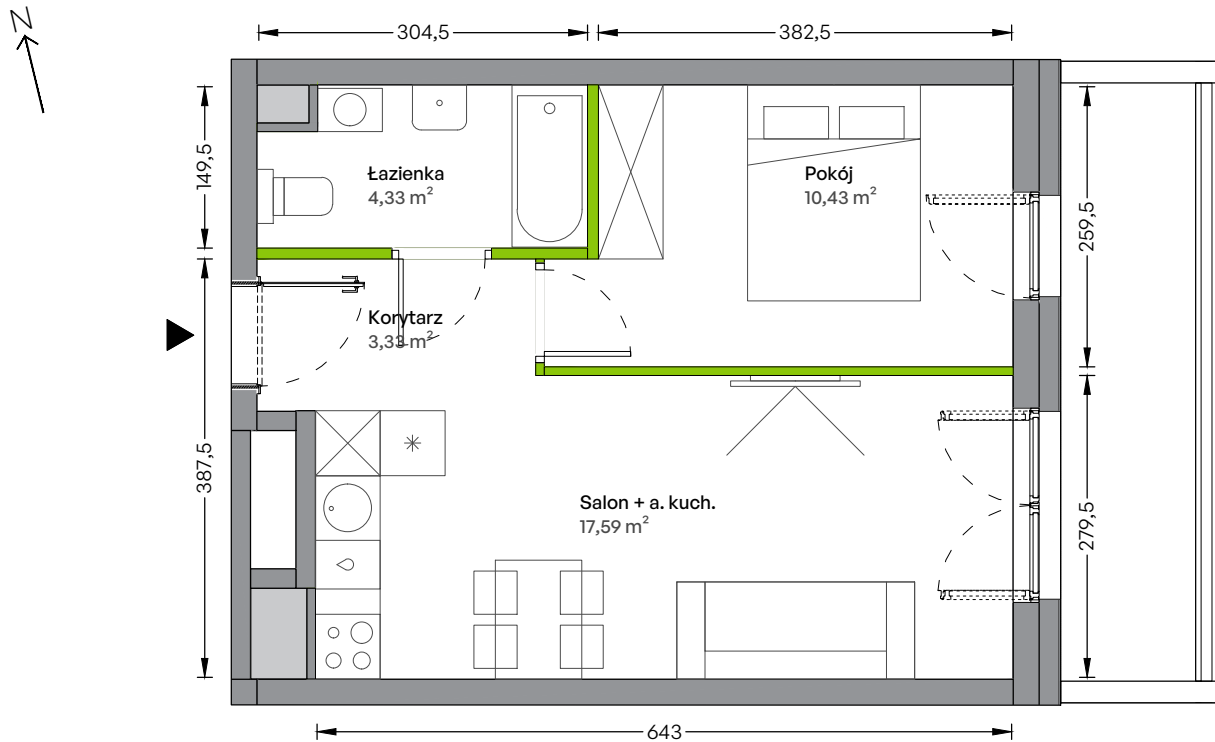 N
304,5
382,5
149,5
Łazienka
4,33 m²
Pokój
10,43 m²
259,5
Korytarz
3,33 m²
387,5
Salon + a. kuch.
17,59 m²
279,5
643